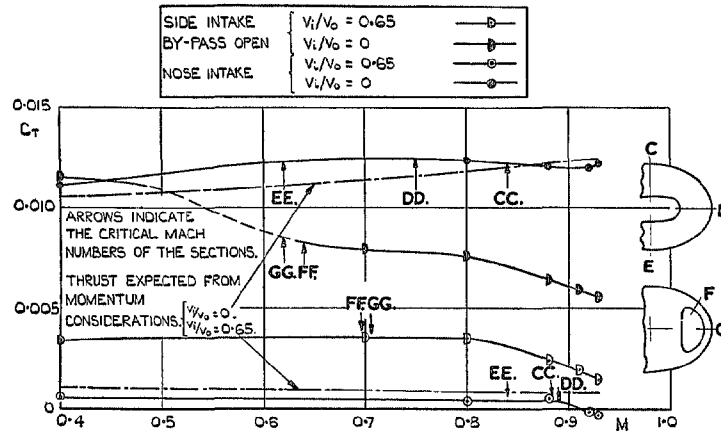 SIDE INTAKE Vi/Vo = 0.65
BY-PASS OPEN Vi/Vo = 0
NOSE INTAKE Vi/Vo = 0.65
Vi/Vo = 0
0.015
CT
0.010
0.005
0
EE. DD. CC.
ARROWS INDICATE
THE CRITICAL MACH
NUMBERS OF THE SECTIONS.
GG. FF.
THRUST EXPECTED FROM
MOMENTUM
CONSIDERATIONS. Vi/Vo = 0.
Vi/Vo = 0.65.
FF. GG.
EE. CC. DD.
0.4 0.5 0.6 0.7 0.8 0.9 M 1.0
C
E
F